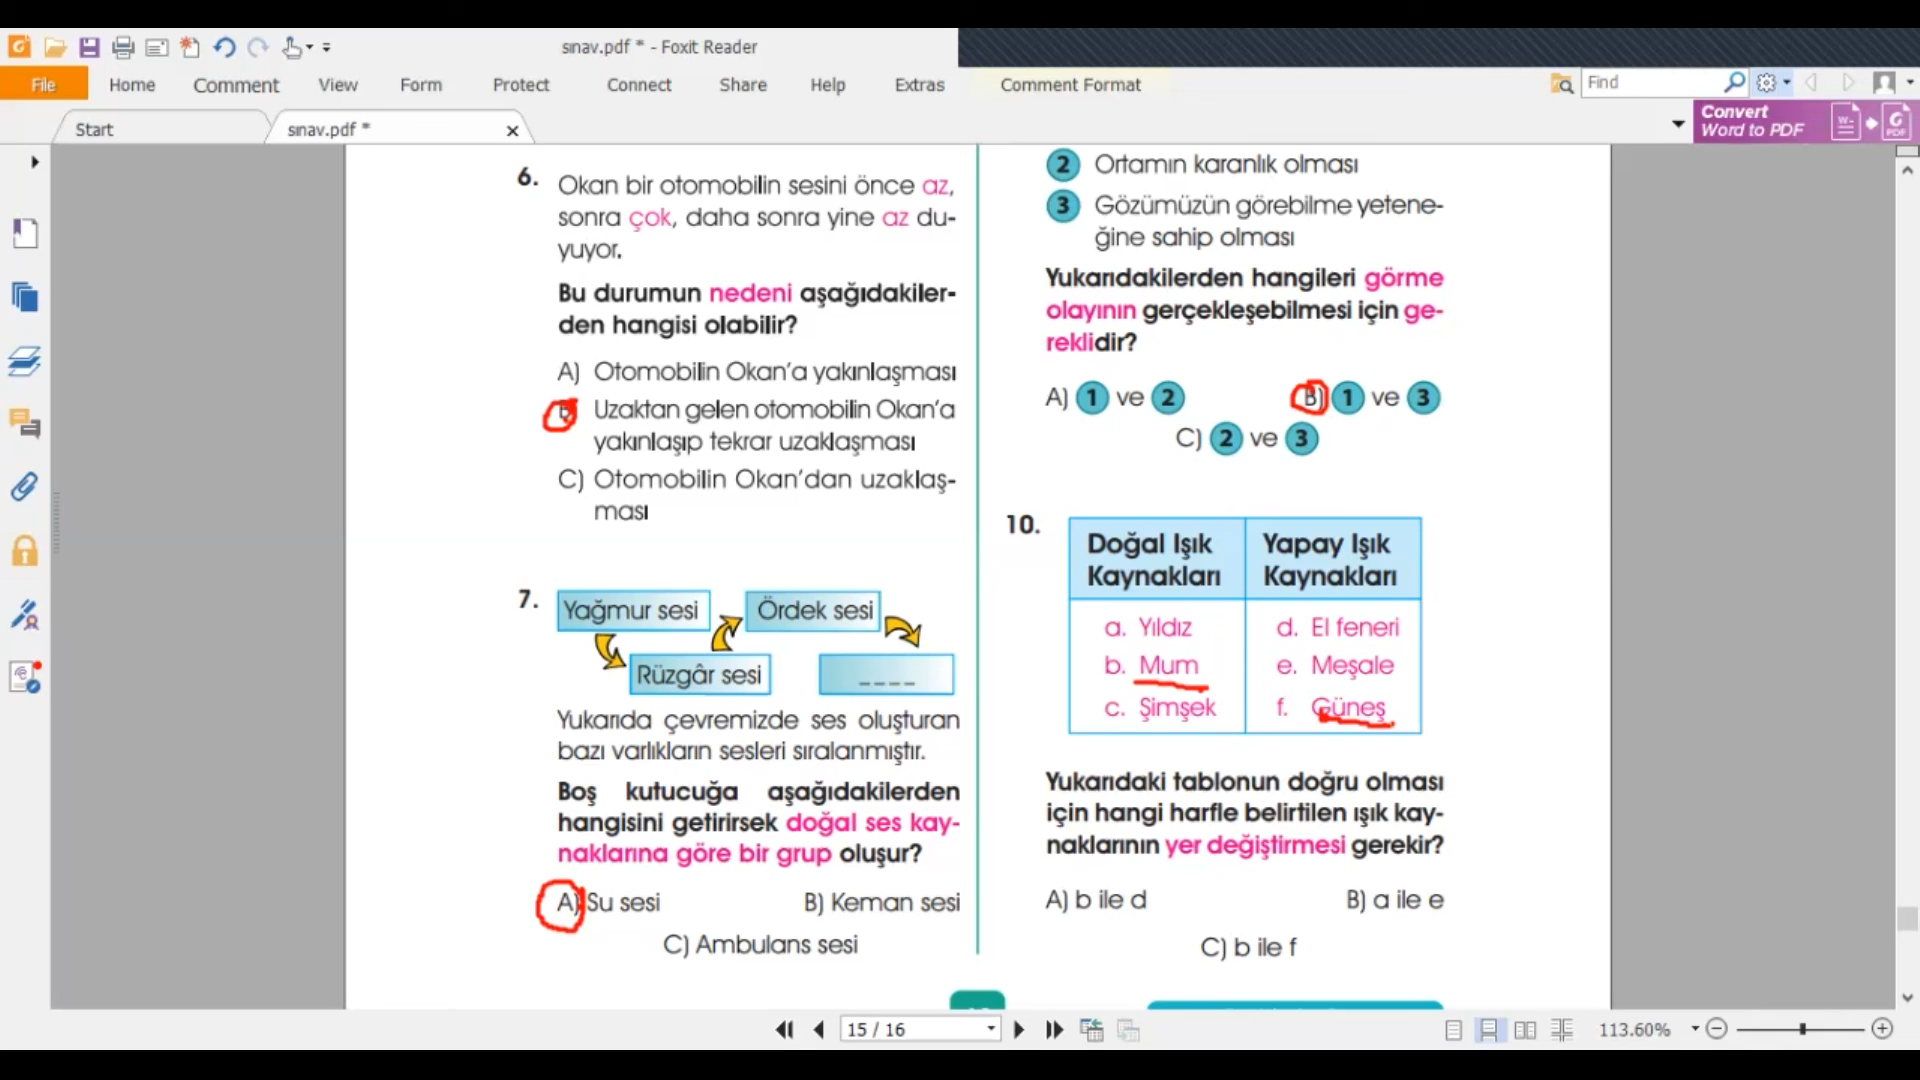 sınav.pdf * - Foxit Reader
File
Home
Comment
View
Form
Protect
Connect
Share
Help
Extras
Comment Format
Find
Start
sınav.pdf *
Convert
Word to PDF
6.
Okan bir otomobilin sesini önce az,
sonra çok, daha sonra yine az du-
yuyor.
Bu durumun nedeni aşağıdakiler-
den hangisi olabilir?
A) Otomobilin Okan'a yakınlaşması
B) Uzaktan gelen otomobilin Okan'a
yakınlaşıp tekrar uzaklaşması
C) Otomobilin Okan'dan uzaklaş-
ması
7.
Yağmur sesi
Ördek sesi
Rüzgâr sesi
_ _ _ _
Yukarıda çevremizde ses oluşturan
bazı varlıkların sesleri sıralanmıştır.
Boş kutucuğa aşağıdakilerden
hangisini getirirsek doğal ses kay-
naklarına göre bir grup oluşur?
A) Su sesi
B) Keman sesi
C) Ambulans sesi
2 Ortamın karanlık olması
3 Gözümüzün görebilme yetene-
ğine sahip olması
Yukarıdakilerden hangileri görme
olayının gerçekleşebilmesi için ge-
reklidir?
A) 1 ve 2
B) 1 ve 3
C) 2 ve 3
10.
Doğal Işık
Kaynakları
Yapay Işık
Kaynakları
a. Yıldız
d. El feneri
b. Mum
e. Meşale
c. Şimşek
f. Güneş
Yukarıdaki tablonun doğru olması
için hangi harfle belirtilen ışık kay-
naklarının yer değiştirmesi gerekir?
A) b ile d
B) a ile e
C) b ile f
15 / 16
113.60%